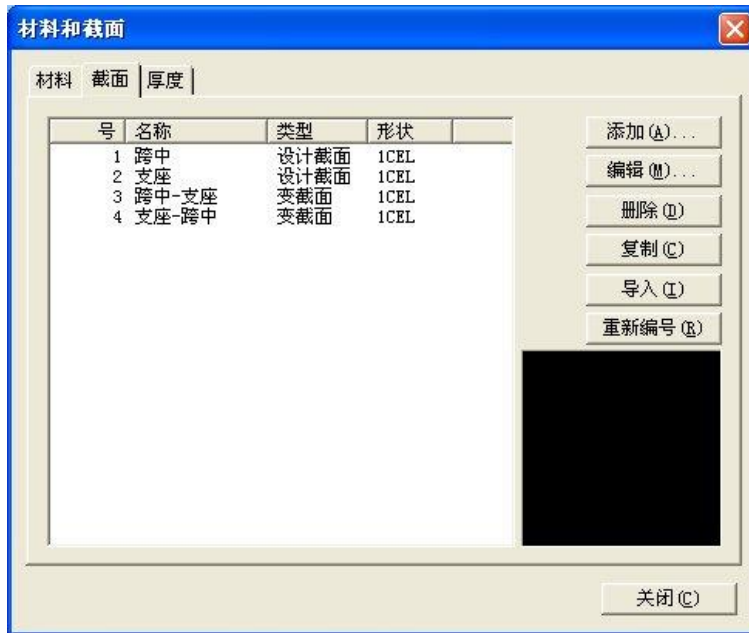 材料和截面
材料 截面 厚度
号 名称 类型 形状
1 跨中 设计截面 1CEL
2 支座 设计截面 1CEL
3 跨中-支座 变截面 1CEL
4 支座-跨中 变截面 1CEL
添加(A)...
编辑(M)...
删除(D)
复制(C)
导入(I)
重新编号(R)
关闭(C)